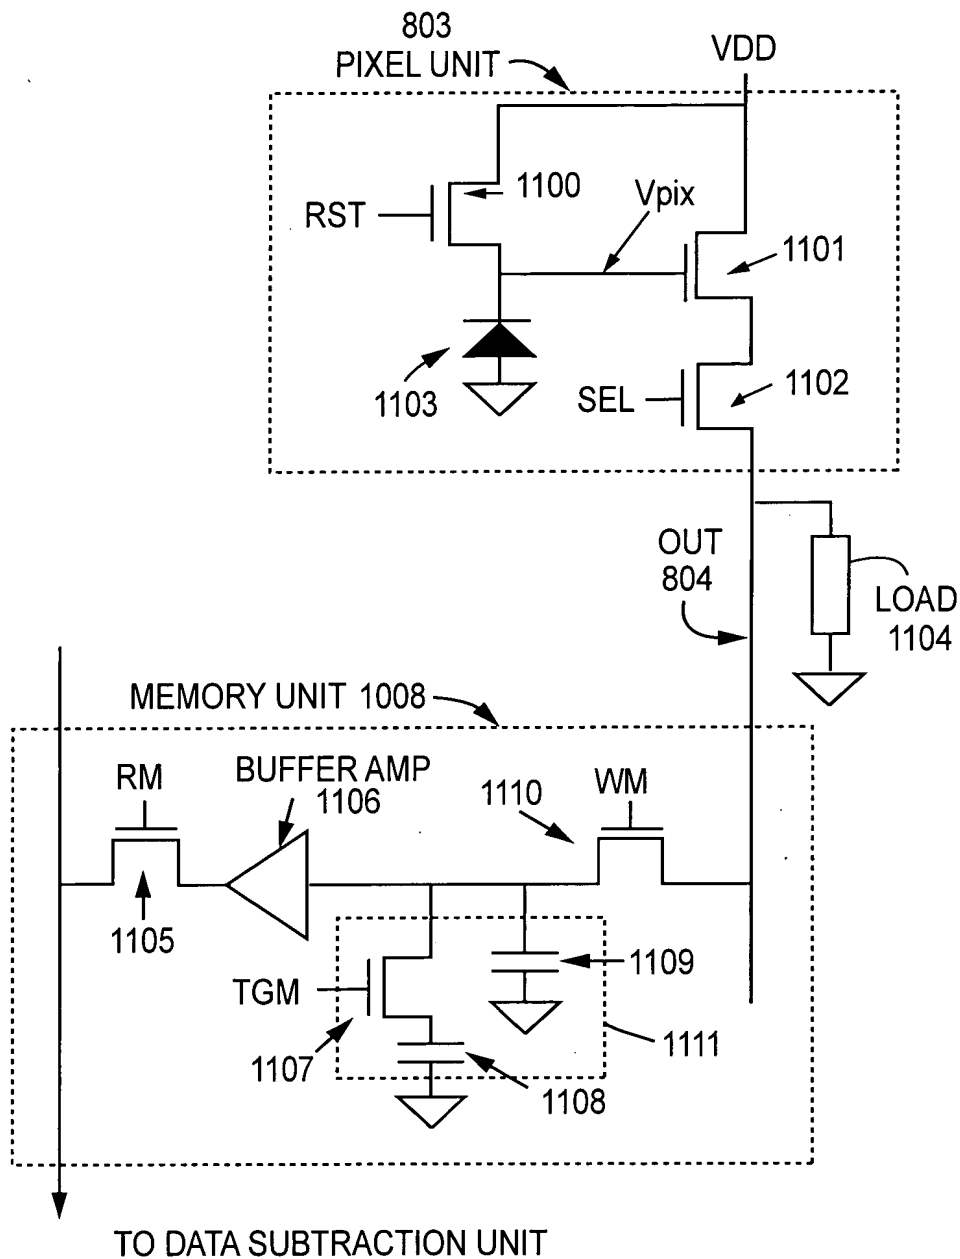 803
PIXEL UNIT
VDD
1100
Vpix
RST
1101
1103
SEL
1102
OUT
804
LOAD
1104
MEMORY UNIT 1008
RM
BUFFER AMP
1106
1110
WM
1105
1109
TGM
1107
1111
1108
TO DATA SUBTRACTION UNIT